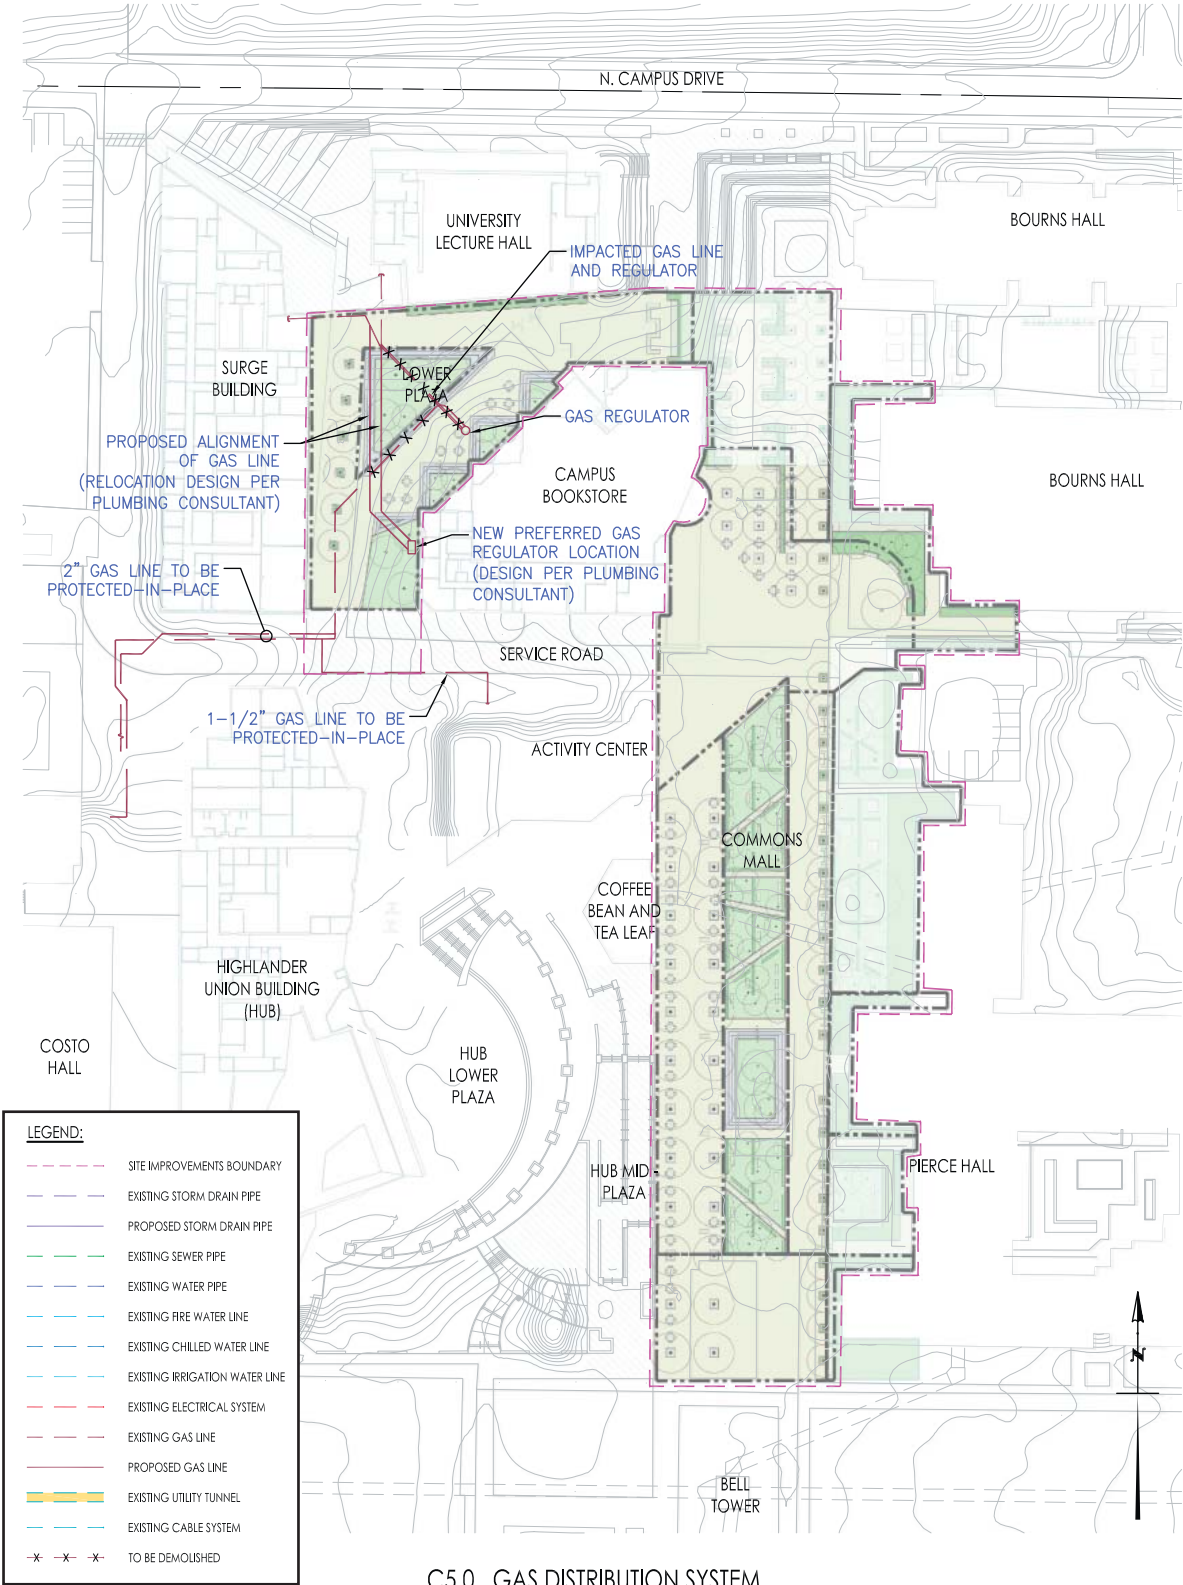 N. CAMPUS DRIVE
UNIVERSITY
LECTURE HALL
BOURNS HALL
IMPACTED GAS LINE
AND REGULATOR
SURGE
BUILDING
LOWER
PLAZA
GAS REGULATOR
PROPOSED ALIGNMENT
OF GAS LINE
(RELOCATION DESIGN PER
PLUMBING CONSULTANT)
CAMPUS
BOOKSTORE
BOURNS HALL
NEW PREFERRED GAS
REGULATOR LOCATION
(DESIGN PER PLUMBING
CONSULTANT)
2" GAS LINE TO BE
PROTECTED-IN-PLACE
SERVICE ROAD
1-1/2" GAS LINE TO BE
PROTECTED-IN-PLACE
ACTIVITY CENTER
COMMONS
MALL
COFFEE
BEAN AND
TEA LEAF
HIGHLANDER
UNION BUILDING
(HUB)
COSTO
HALL
HUB
LOWER
PLAZA
HUB MID-
PLAZA
PIERCE HALL
LEGEND:
SITE IMPROVEMENTS BOUNDARY
EXISTING STORM DRAIN PIPE
PROPOSED STORM DRAIN PIPE
EXISTING SEWER PIPE
EXISTING WATER PIPE
EXISTING FIRE WATER LINE
EXISTING CHILLED WATER LINE
EXISTING IRRIGATION WATER LINE
EXISTING ELECTRICAL SYSTEM
EXISTING GAS LINE
PROPOSED GAS LINE
EXISTING UTILITY TUNNEL
EXISTING CABLE SYSTEM
TO BE DEMOLISHED
N
BELL
TOWER
C5.0 GAS DISTRIBUTION SYSTEM